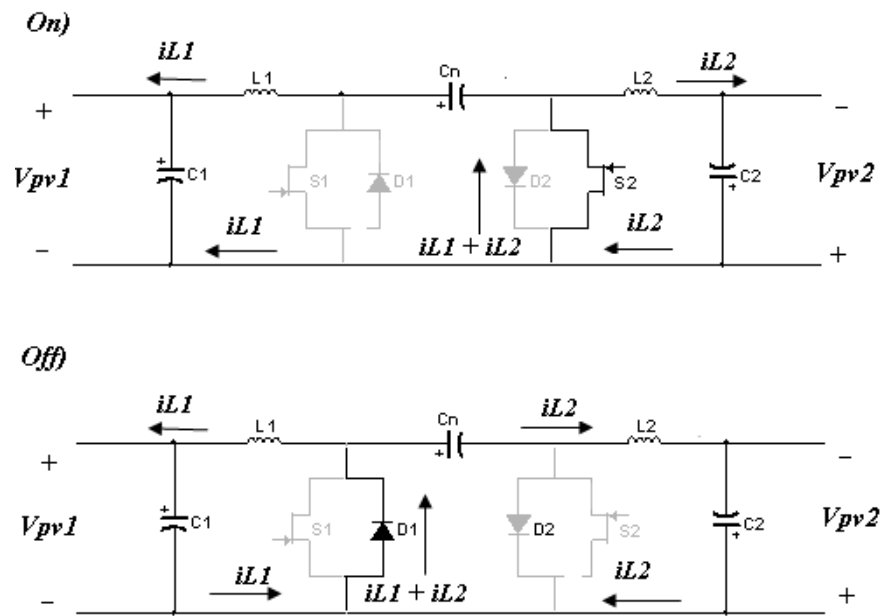 On)
iL1 L1 Cn L2 iL2
+ + −
+ +
Vpv1 C1 S1 D1 D2 S2 C2 Vpv2
+
− iL1 iL1 + iL2 iL2 +
Off)
iL1 L1 Cn iL2 L2
+ + −
+
Vpv1 C1 S1 D1 D2 S2 C2 Vpv2
+
− iL1 iL1 + iL2 iL2 +